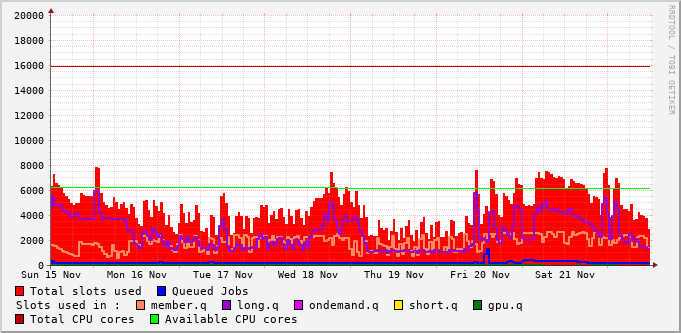 RRDTOOL / TOBI OETIKER
20000
18000
16000
14000
12000
10000
8000
6000
4000
2000
0
Sun 15 Nov Mon 16 Nov Tue 17 Nov Wed 18 Nov Thu 19 Nov Fri 20 Nov Sat 21 Nov
Total slots used Queued Jobs
Slots used in : member.q long.q ondemand.q short.q gpu.q
Total CPU cores Available CPU cores